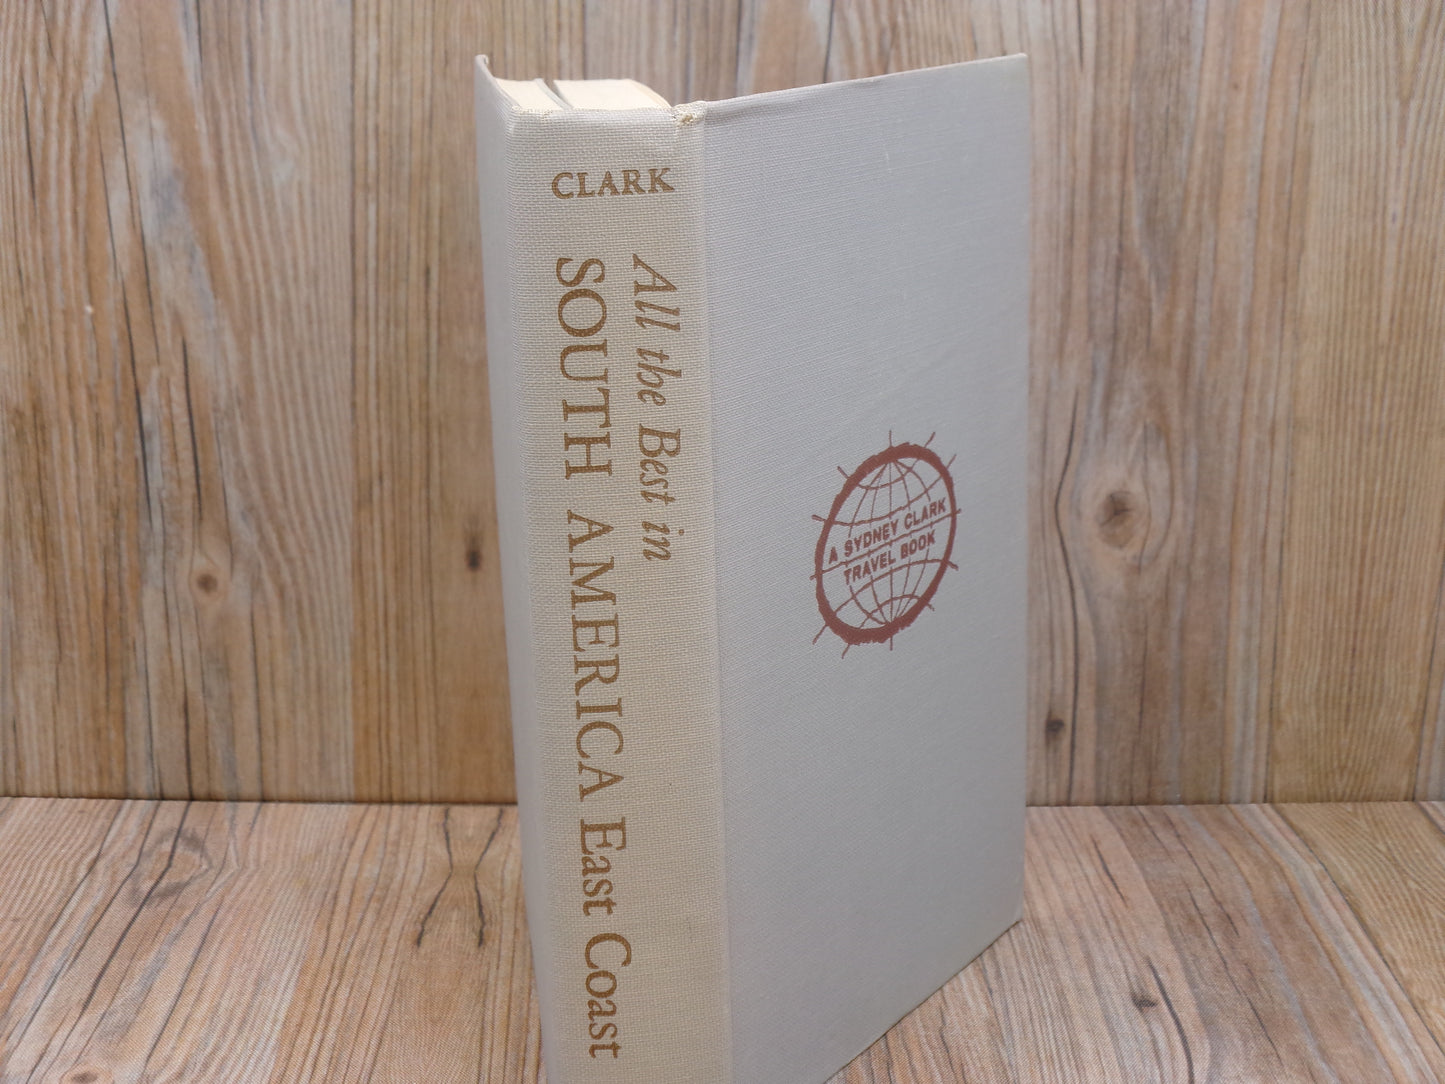 CLARK
All the Best in
SOUTH AMERICA East Coast
A SYDNEY CLARK
TRAVEL BOOK